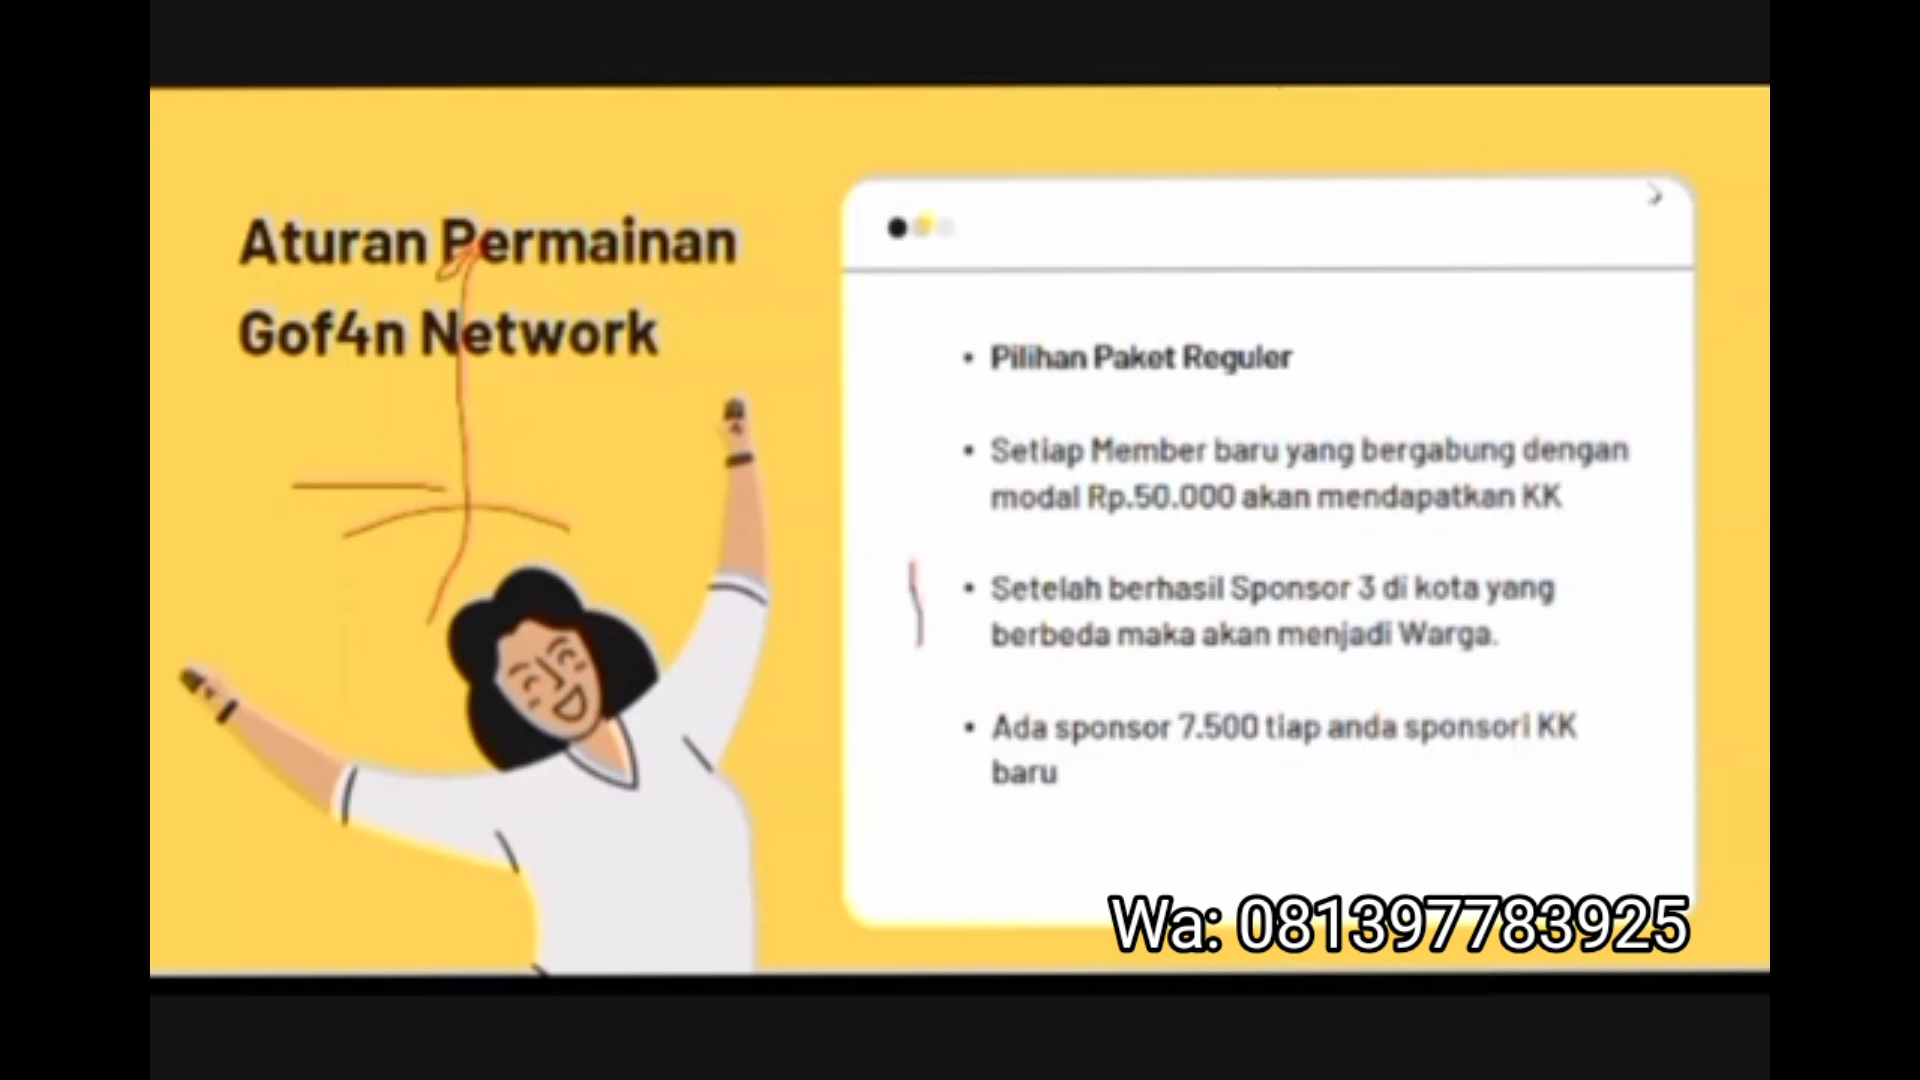 Aturan Permainan
Gof4n Network
• Pilihan Paket Reguler
• Setiap Member baru yang bergabung dengan
modal Rp.50.000 akan mendapatkan KK
• Setelah berhasil Sponsor 3 di kota yang
berbeda maka akan menjadi Warga.
• Ada sponsor 7.500 tiap anda sponsori KK
baru
Wa: 081397783925